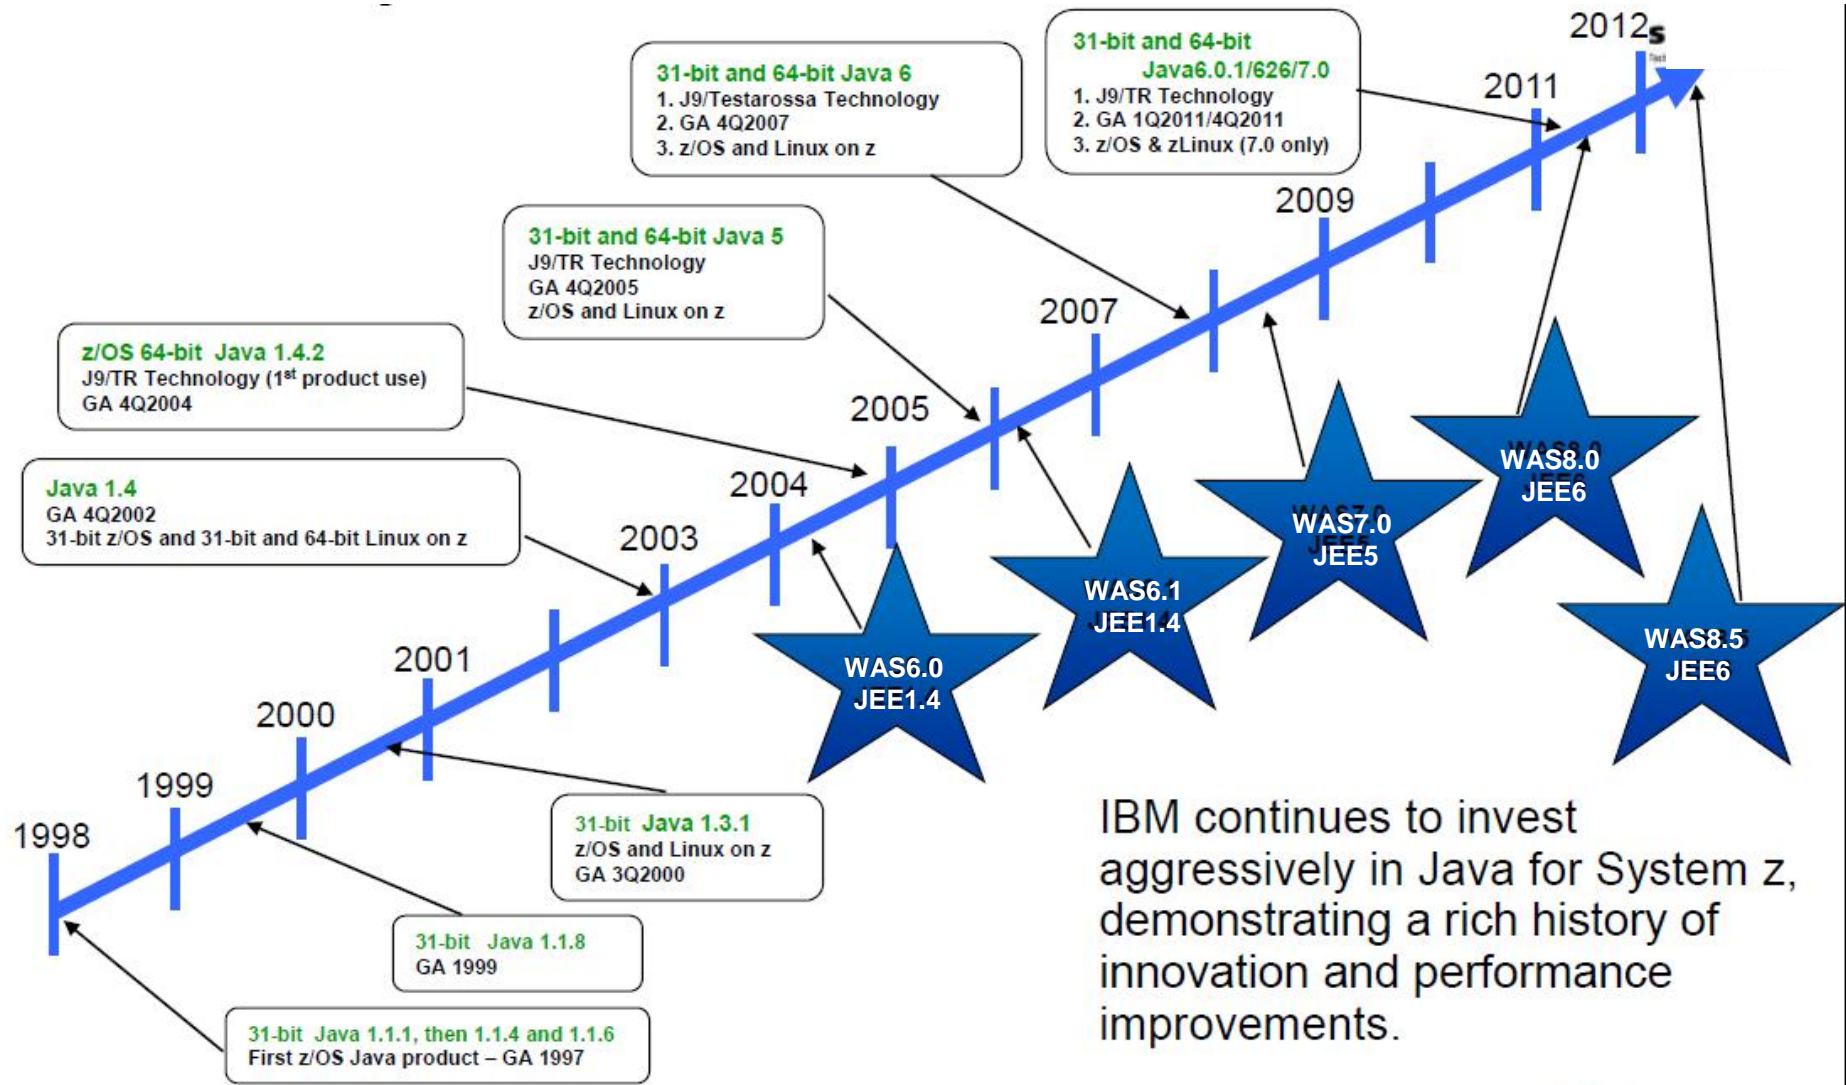 2012
s
31-bit and 64-bit
Java6.0.1/626/7.0
1. J9/TR Technology
2. GA 1Q2011/4Q2011
3. z/OS & zLinux (7.0 only)
31-bit and 64-bit Java 6
1. J9/Testarossa Technology
2. GA 4Q2007
3. z/OS and Linux on z
2011
2009
31-bit and 64-bit Java 5
J9/TR Technology
GA 4Q2005
z/OS and Linux on z
2007
z/OS 64-bit Java 1.4.2
J9/TR Technology (1st product use)
GA 4Q2004
2005
Java 1.4
GA 4Q2002
31-bit z/OS and 31-bit and 64-bit Linux on z
2004
2003
2001
2000
1999
1998
WAS8.0
JEE6
WAS7.0
JEE5
WAS6.1
JEE1.4
WAS8.5
JEE6
WAS6.0
JEE1.4
31-bit Java 1.3.1
z/OS and Linux on z
GA 3Q2000
31-bit Java 1.1.8
GA 1999
31-bit Java 1.1.1, then 1.1.4 and 1.1.6
First z/OS Java product – GA 1997
IBM continues to invest
aggressively in Java for System z,
demonstrating a rich history of
innovation and performance
improvements.